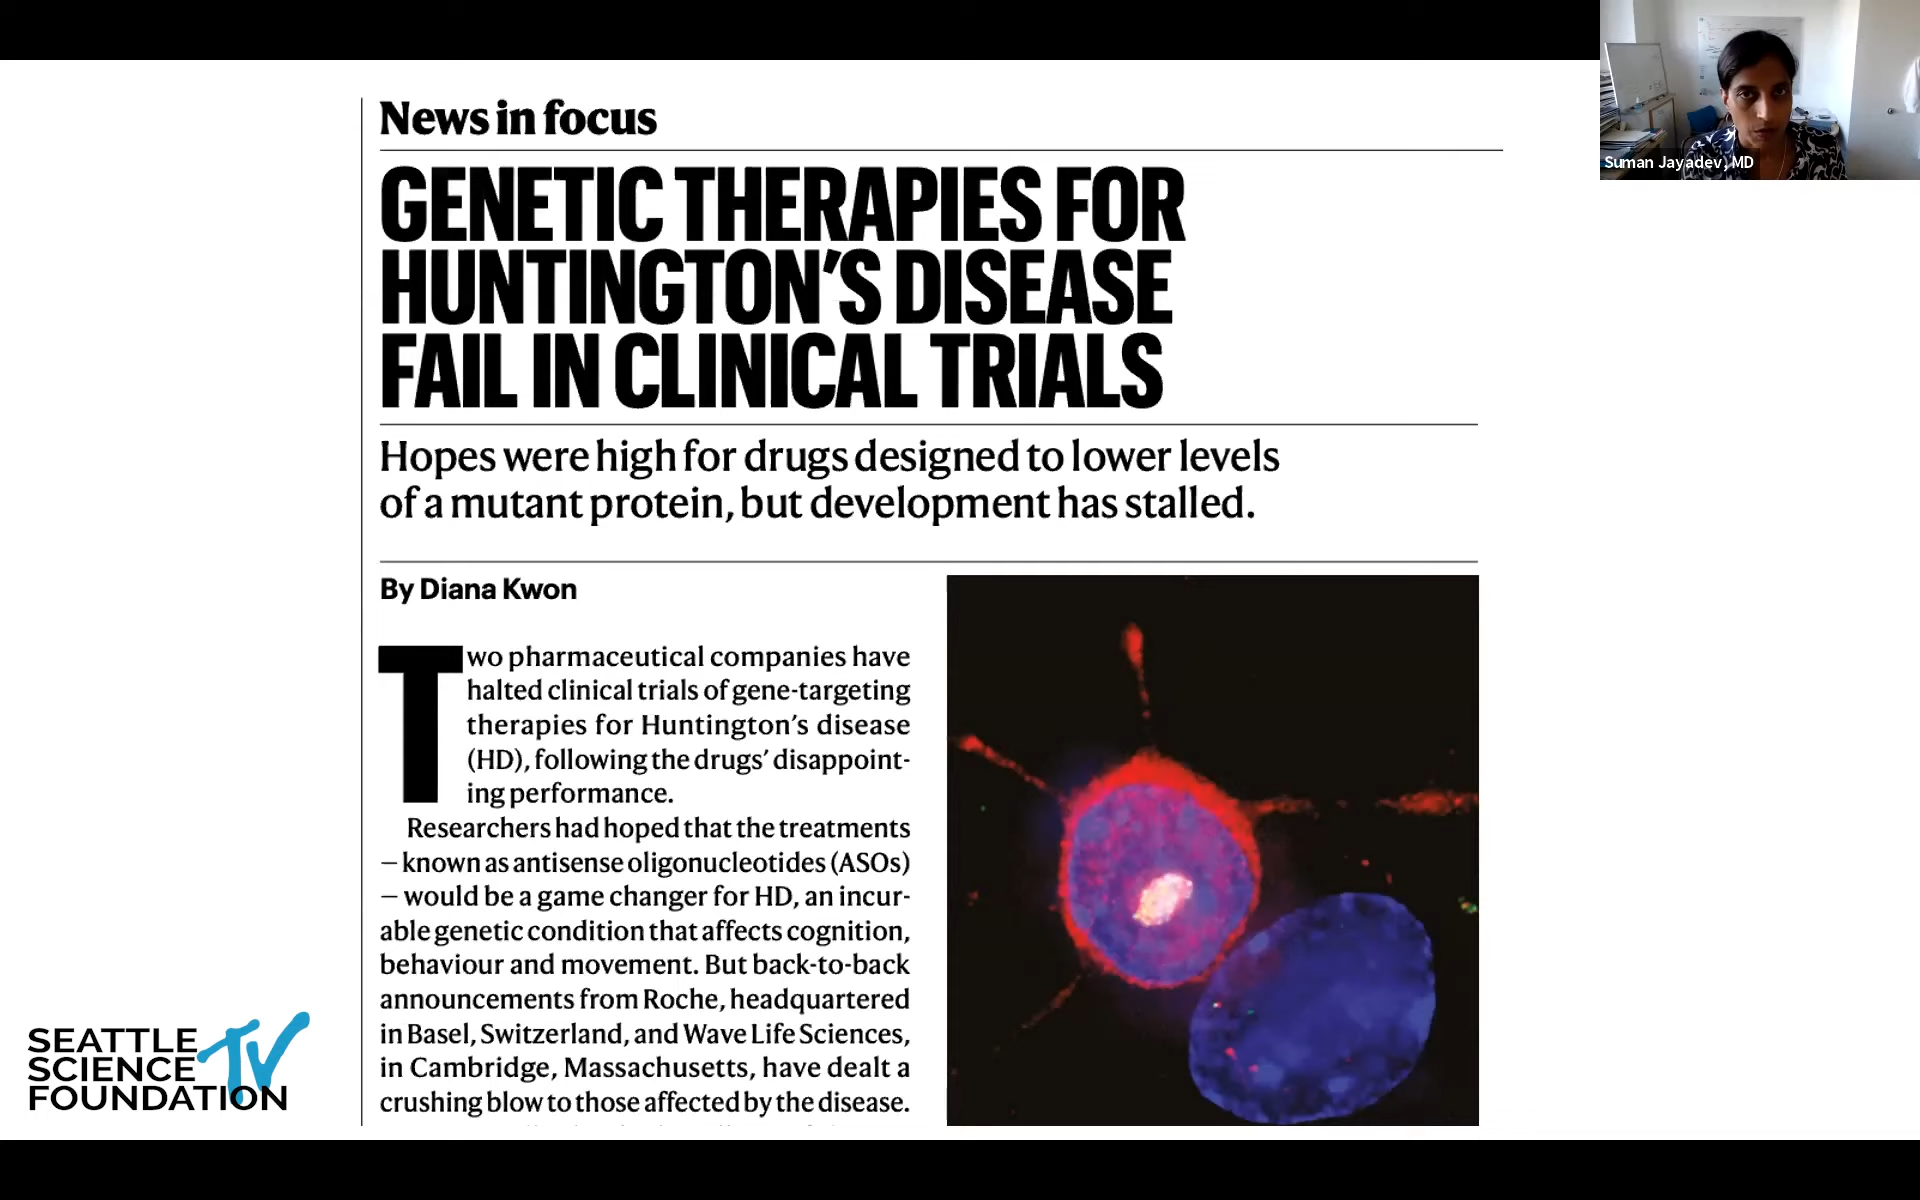 Suman Jayadev, MD
News in focus
GENETIC THERAPIES FOR
HUNTINGTON’S DISEASE
FAIL IN CLINICAL TRIALS
Hopes were high for drugs designed to lower levels
of a mutant protein, but development has stalled.
By Diana Kwon
Two pharmaceutical companies have
halted clinical trials of gene-targeting
therapies for Huntington’s disease
(HD), following the drugs’ disappoint-
ing performance.
Researchers had hoped that the treatments
— known as antisense oligonucleotides (ASOs)
— would be a game changer for HD, an incur-
able genetic condition that affects cognition,
behaviour and movement. But back-to-back
announcements from Roche, headquartered
in Basel, Switzerland, and Wave Life Sciences,
in Cambridge, Massachusetts, have dealt a
crushing blow to those affected by the disease.
SEATTLE
SCIENCE TV
FOUNDATION